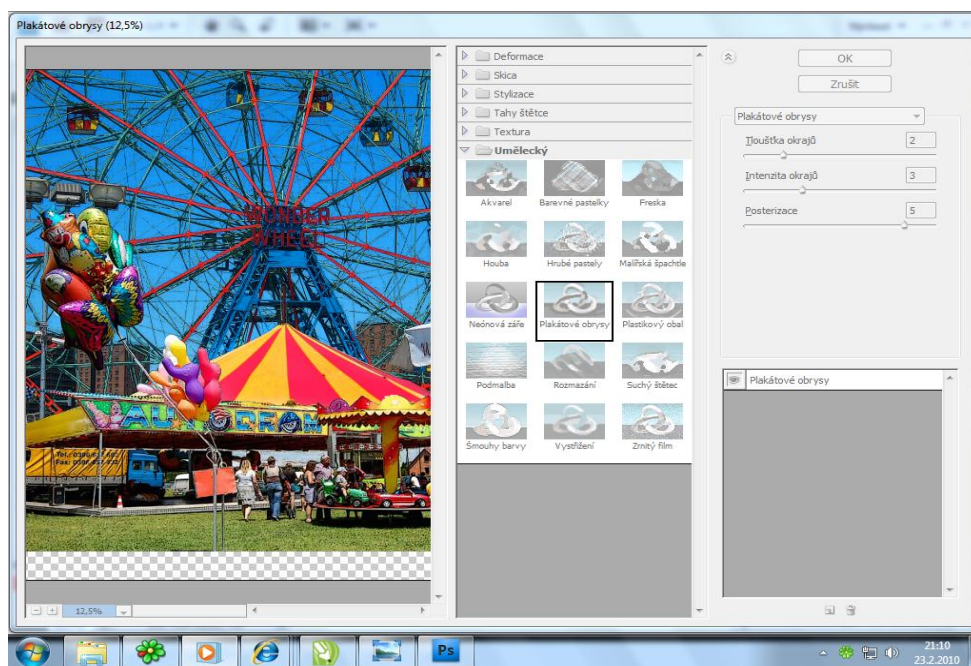 Plakátové obrysy (12,5%)
Deformace
Skica
Stylizace
Tahy štětce
Textura
Umělecký
Akvarel
Barevné pastelky
Freska
Houba
Hrubé pastely
Malířská špachtle
Neónová záře
Plakátové obrysy
Plastikový obal
Podmalba
Rozmazání
Suchý štětec
Šmouhy barvy
Vystřižení
Zrnitý film
OK
Zrušit
Plakátové obrysy
Tloušťka okrajů
2
Intenzita okrajů
3
Posterizace
5
Plakátové obrysy
WONDER
WHEEL
AUTODROM
12,5%
Ps
21:10
23.2.2010